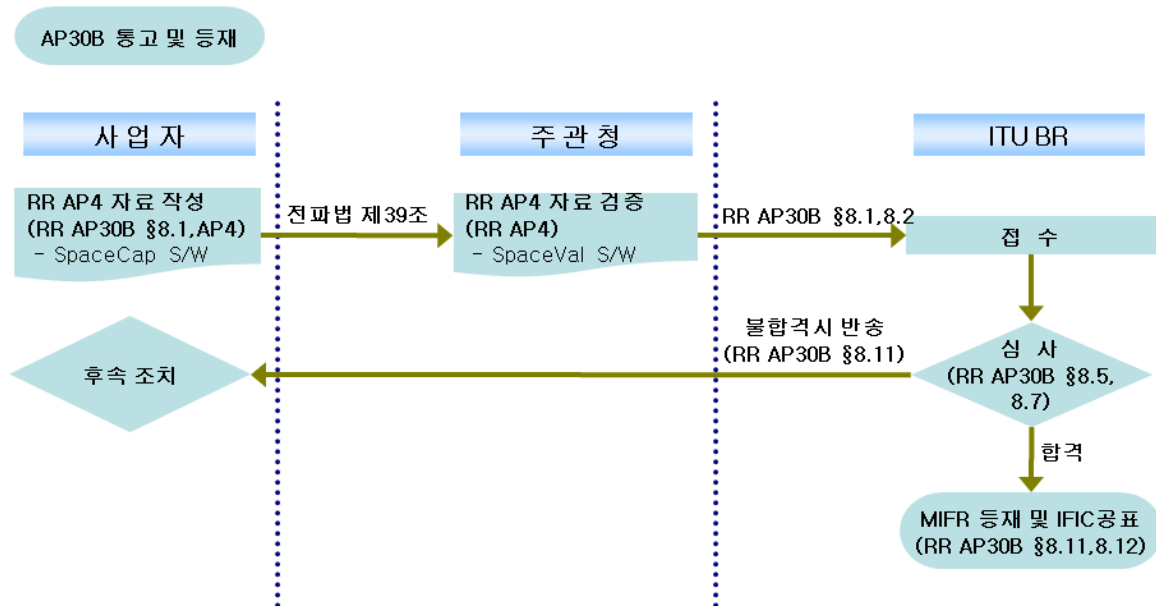 AP30B 통고 및 등재
사 업 자
주 관 청
ITU BR
RR AP4 자료 작성
(RR AP30B §8.1,AP4)
- SpaceCap S/W
전파법 제39조
RR AP4 자료 검증
(RR AP4)
- SpaceVal S/W
RR AP30B §8.1,8.2
접 수
불합격시 반송
(RR AP30B §8.11)
후속 조치
심 사
(RR AP30B §8.5,
8.7)
합격
MIFR 등재 및 IFIC공표
(RR AP30B §8.11,8.12)